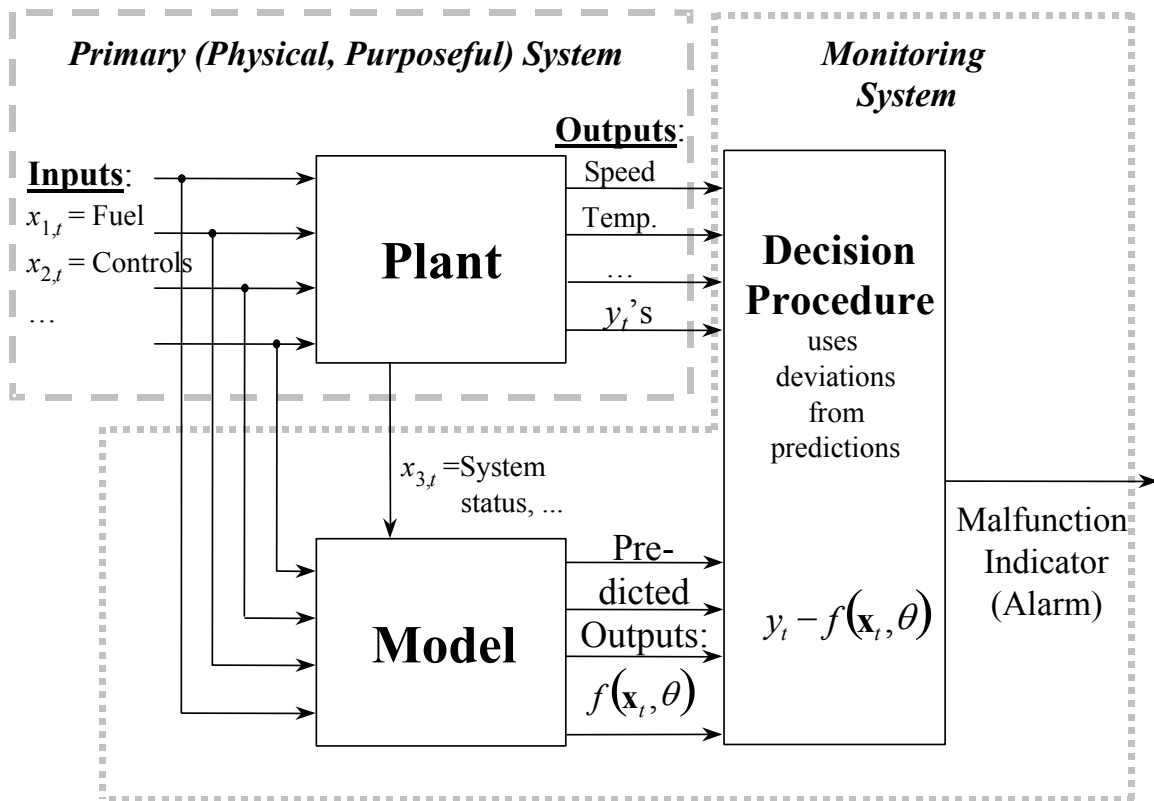 Primary (Physical, Purposeful) System
Monitoring
System
Inputs:
x1,t = Fuel
x2,t = Controls
…
Plant
Outputs:
Speed
Temp.
…
yt’s
x3,t =System
status, ...
Model
Pre-
dicted
Outputs:
f(xt, θ)
Decision
Procedure
uses
deviations
from
predictions
yt − f(xt, θ)
Malfunction
Indicator
(Alarm)